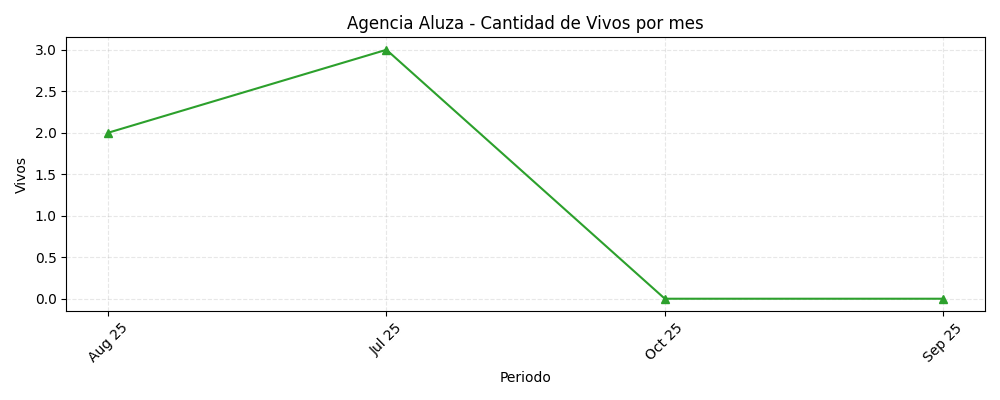 Agencia Aluza - Cantidad de Vivos por mes
3.0
2.5
2.0
1.5
1.0
0.5
0.0
Vivos
Aug 25
Jul 25
Oct 25
Sep 25
Periodo